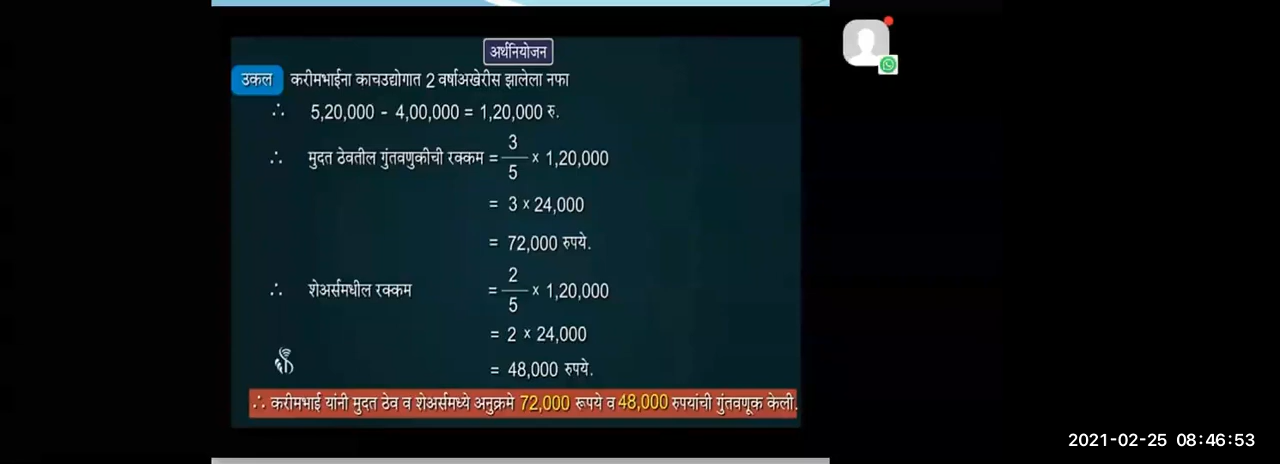 अर्थनियोजन
उकल करीमभाईना काचउद्योगात 2 वर्षाअखेरीस झालेला नफा
∴ 5,20,000 - 4,00,000 = 1,20,000 रु.
∴ मुदत ठेवतील गुंतवणुकीची रक्कम = 3/5 × 1,20,000
= 3 × 24,000
= 72,000 रुपये.
∴ शेअर्समधील रक्कम = 2/5 × 1,20,000
= 2 × 24,000
= 48,000 रुपये.
∴ करीमभाई यांनी मुदत ठेव व शेअर्समध्ये अनुक्रमे 72,000 रूपये व 48,000 रुपयांची गुंतवणूक केली.
2021-02-25 08:46:53